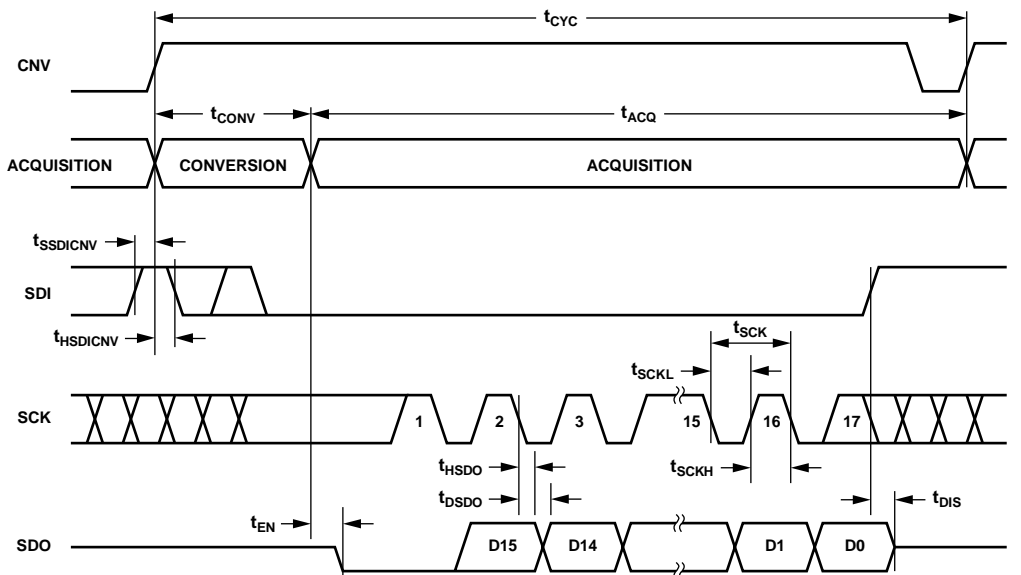 tCYC
CNV
tCONV
tACQ
ACQUISITION
CONVERSION
ACQUISITION
tSSDICNV
SDI
tHSDICNV
tSCK
tSCKL
SCK
1
2
3
15
16
17
tHSDO
tSCKH
tDSDO
tDIS
tEN
SDO
D15
D14
D1
D0